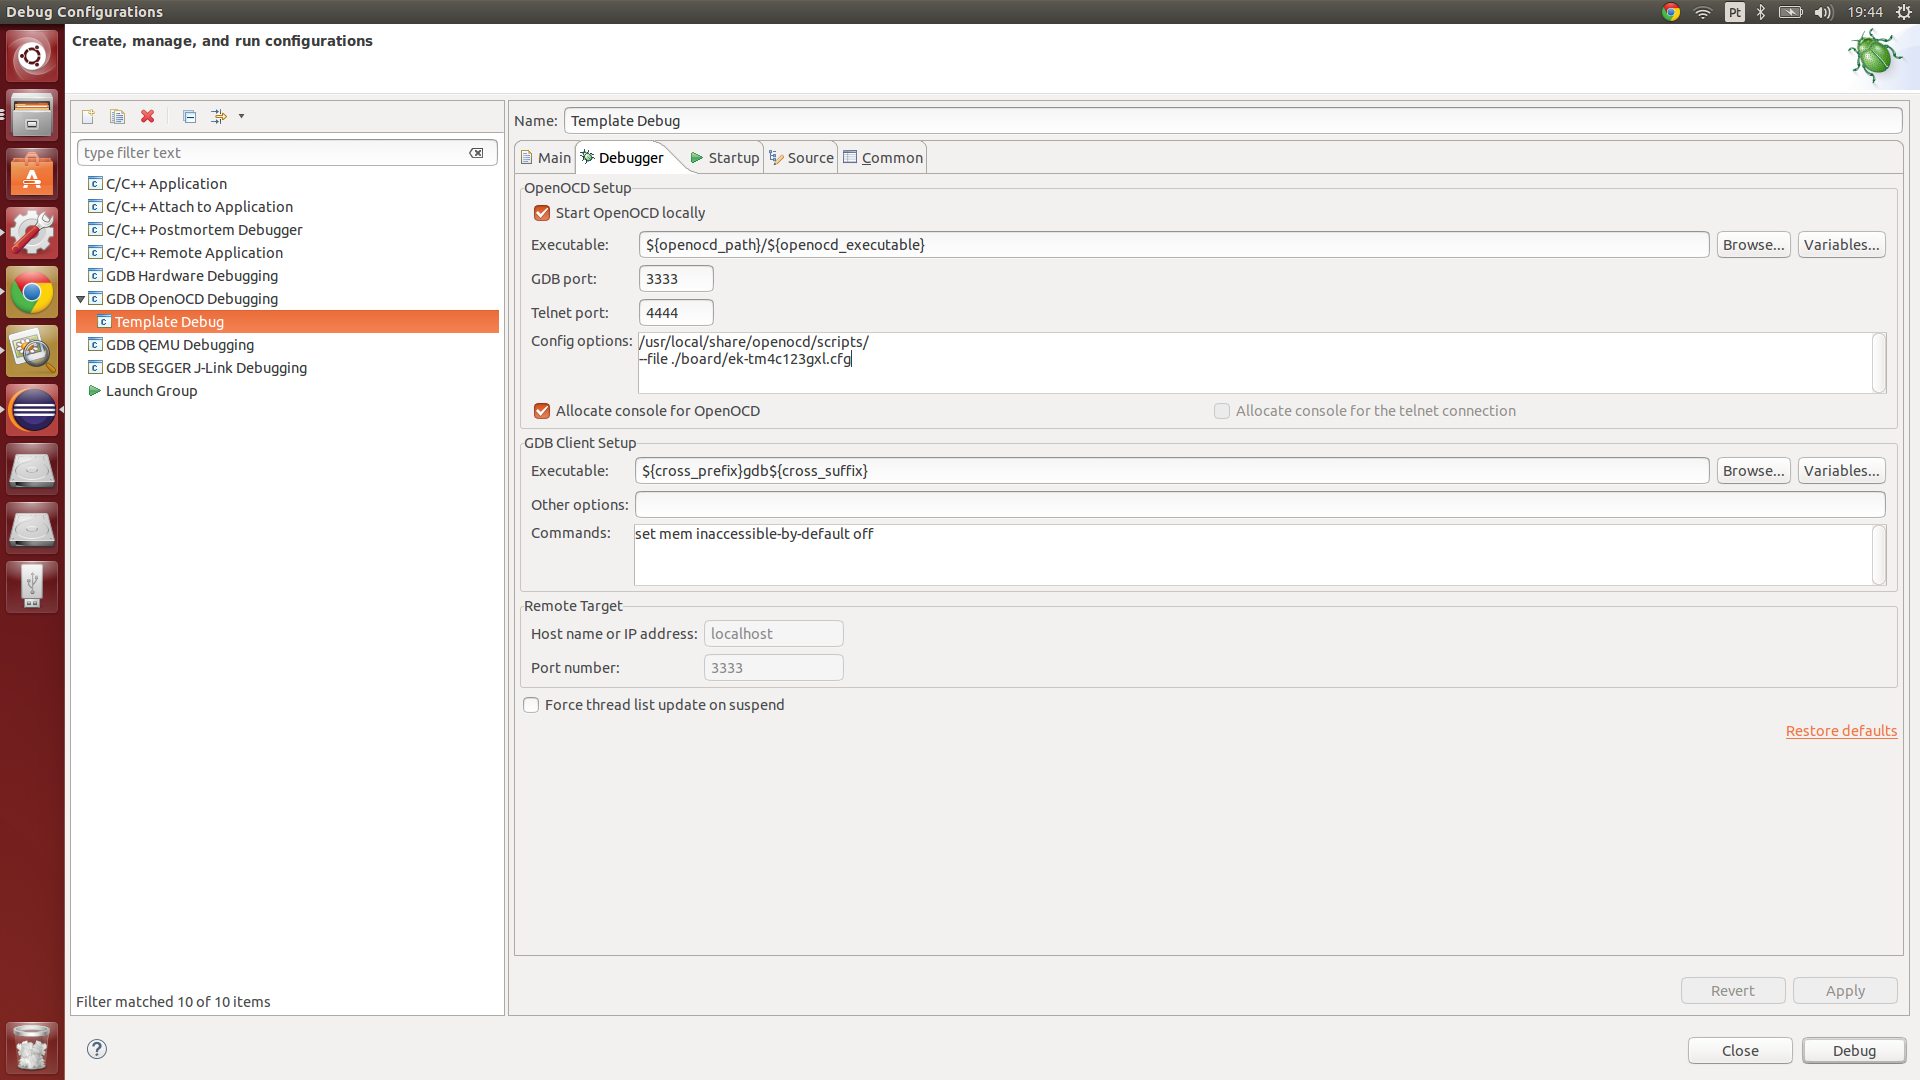 Debug Configurations
Pt
19:44
Create, manage, and run configurations
type filter text
C/C++ Application
C/C++ Attach to Application
C/C++ Postmortem Debugger
C/C++ Remote Application
GDB Hardware Debugging
GDB OpenOCD Debugging
Template Debug
GDB QEMU Debugging
GDB SEGGER J-Link Debugging
Launch Group
Filter matched 10 of 10 items
Name: Template Debug
Main Debugger Startup Source Common
OpenOCD Setup
Start OpenOCD locally
Executable: ${openocd_path}/${openocd_executable} Browse... Variables...
GDB port: 3333
Telnet port: 4444
Config options: /usr/local/share/openocd/scripts/
--file ./board/ek-tm4c123gxl.cfg
Allocate console for OpenOCD Allocate console for the telnet connection
GDB Client Setup
Executable: ${cross_prefix}gdb${cross_suffix} Browse... Variables...
Other options:
Commands: set mem inaccessible-by-default off
Remote Target
Host name or IP address: localhost
Port number: 3333
Force thread list update on suspend
Restore defaults
Revert Apply
Close Debug